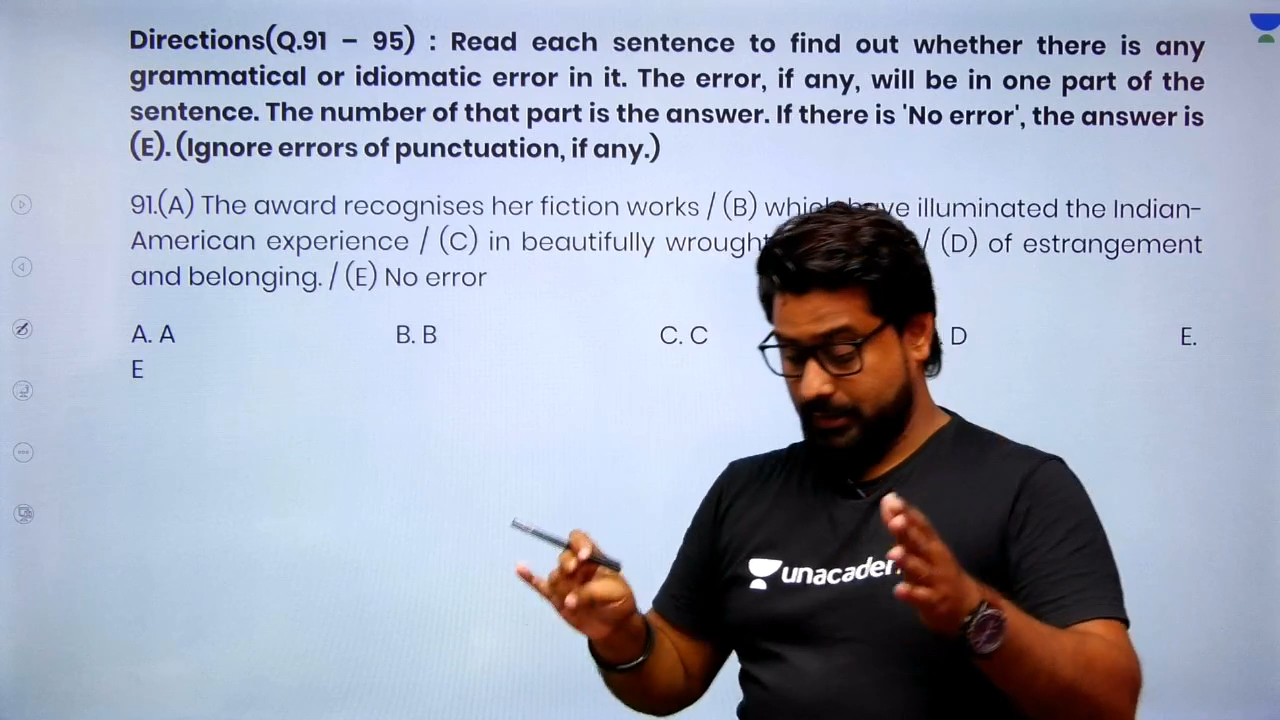 Directions(Q.91 – 95) : Read each sentence to find out whether there is any
grammatical or idiomatic error in it. The error, if any, will be in one part of the
sentence. The number of that part is the answer. If there is 'No error', the answer is
(E). (Ignore errors of punctuation, if any.)
91.(A) The award recognises her fiction works / (B) which have illuminated the Indian-
American experience / (C) in beautifully wrought / (D) of estrangement
and belonging. / (E) No error
A. A B. B C. C D E.
E
unacadem